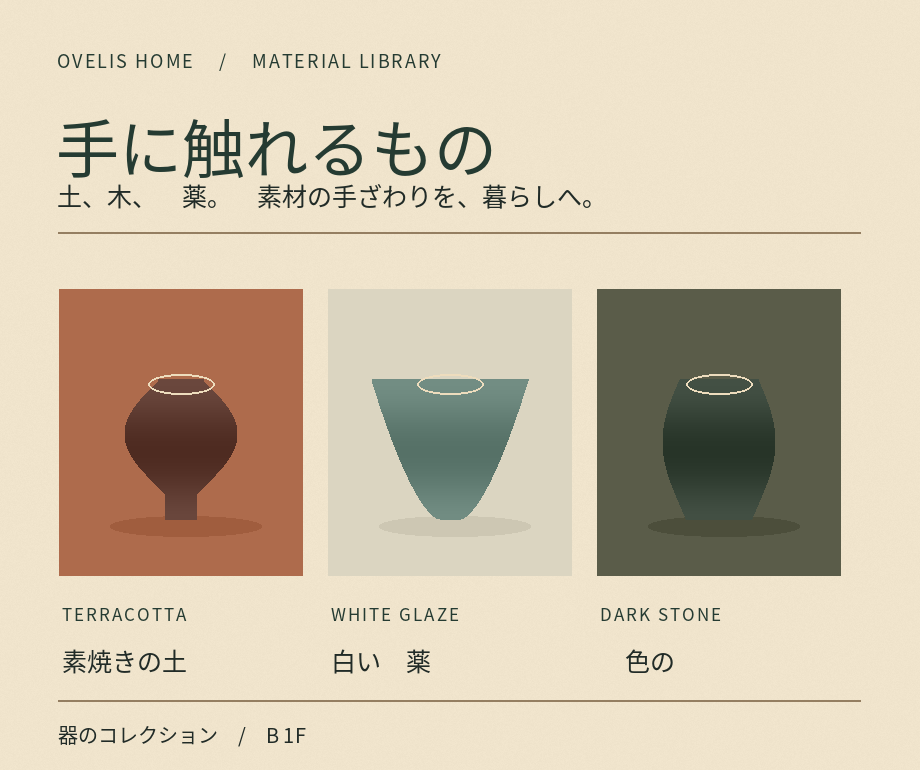 OVELIS HOME / MATERIAL LIBRARY
手に触れるもの
土、木、　薬。　素材の手ざわりを、暮らしへ。
TERRACOTTA
WHITE GLAZE
DARK STONE
素焼きの土
白い　薬
色の
器のコレクション / B1F